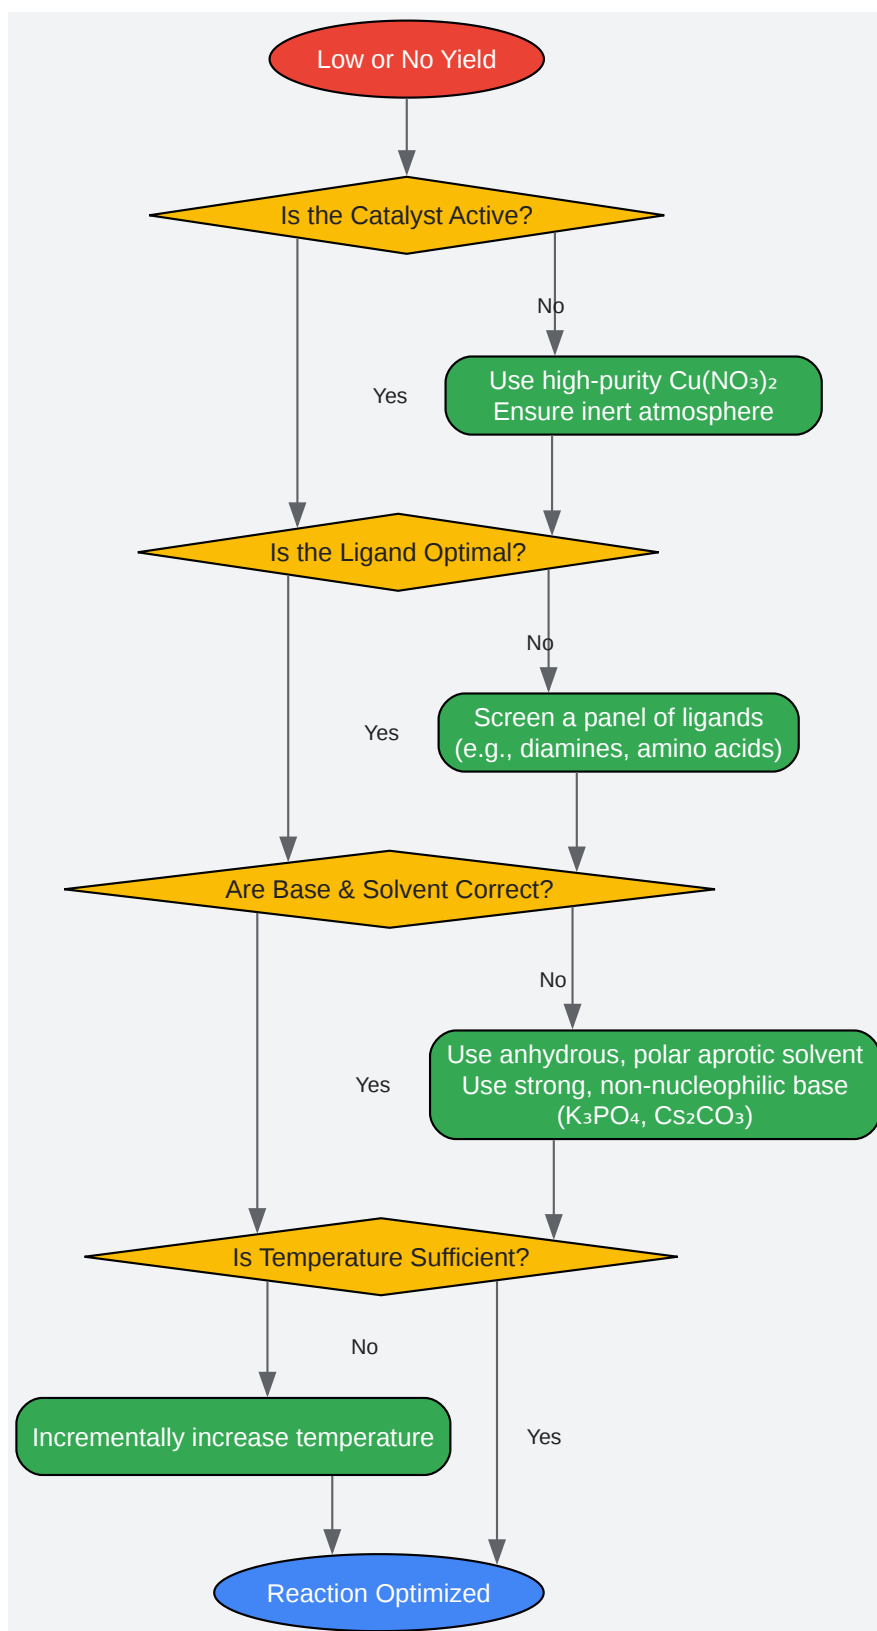 Low or No Yield
Is the Catalyst Active?
No
Yes
Use high-purity Cu(NO₃)₂
Ensure inert atmosphere
Is the Ligand Optimal?
No
Yes
Screen a panel of ligands
(e.g., diamines, amino acids)
Are Base & Solvent Correct?
No
Yes
Use anhydrous, polar aprotic solvent
Use strong, non-nucleophilic base
(K₃PO₄, Cs₂CO₃)
Is Temperature Sufficient?
No
Incrementally increase temperature
Yes
Reaction Optimized